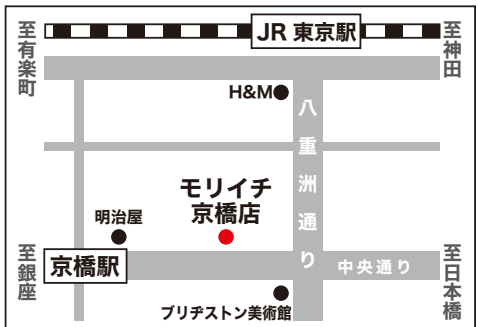 至有楽町
JR 東京駅
至神田
H&M
八重洲通り
モリイチ
京橋店
明治屋
至銀座
京橋駅
中央通り
至日本橋
ブリヂストン美術館